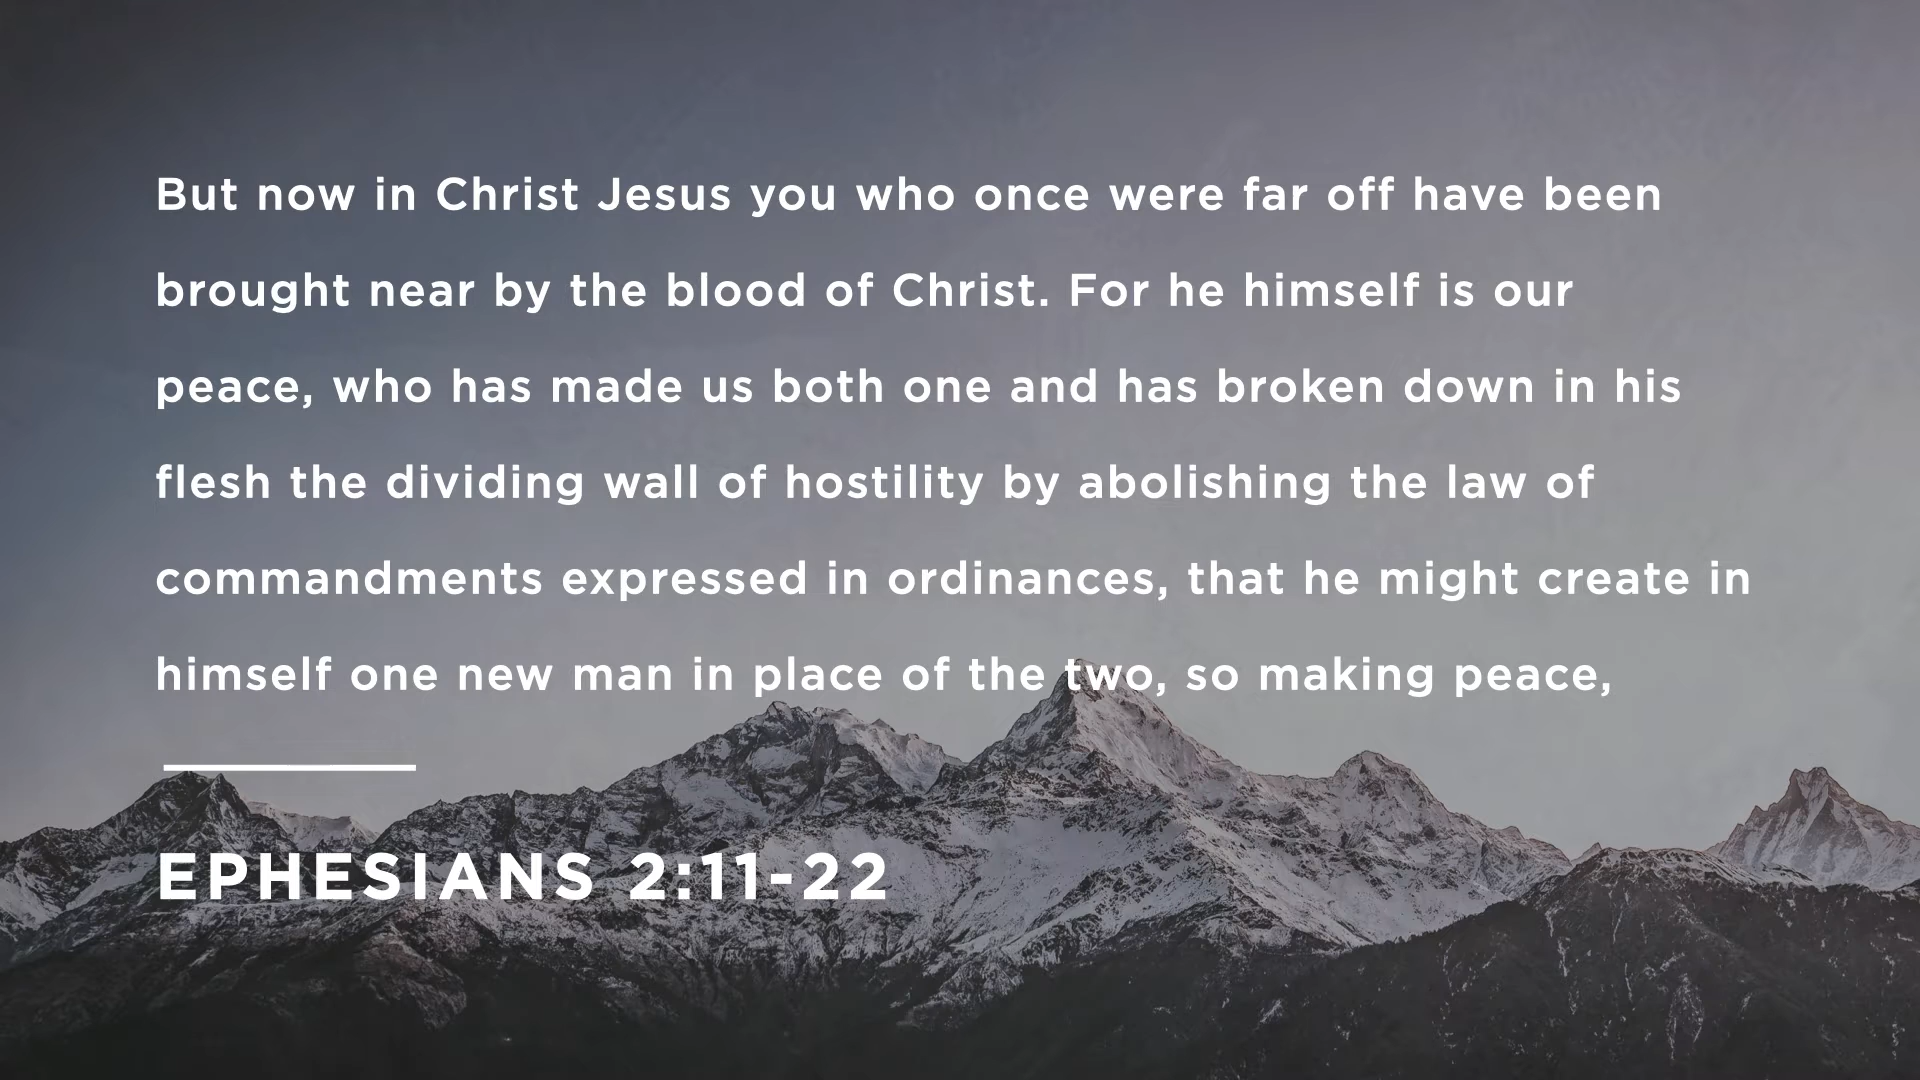 But now in Christ Jesus you who once were far off have been
brought near by the blood of Christ. For he himself is our
peace, who has made us both one and has broken down in his
flesh the dividing wall of hostility by abolishing the law of
commandments expressed in ordinances, that he might create in
himself one new man in place of the two, so making peace,
EPHESIANS 2:11-22